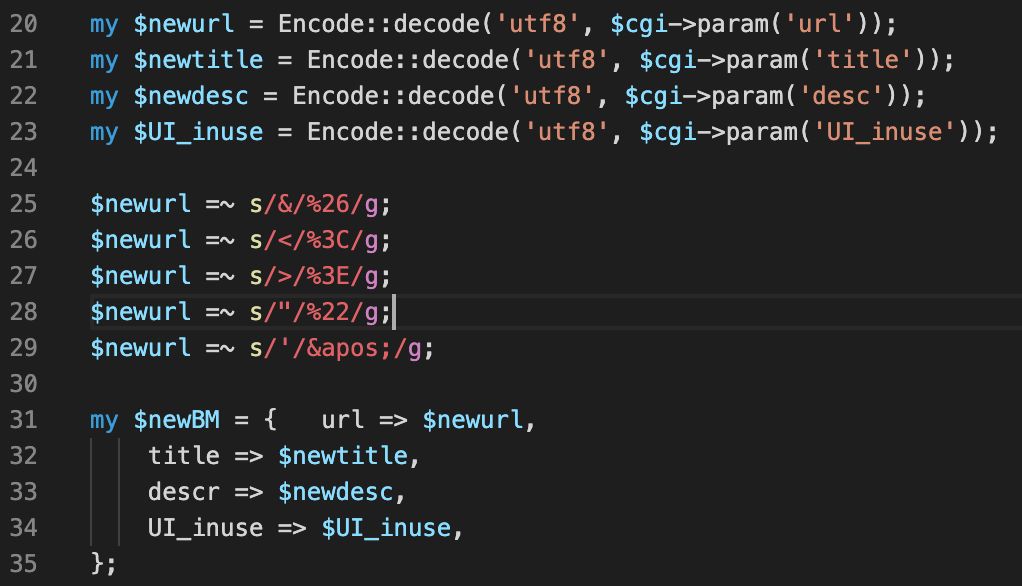 20 my $newurl = Encode::decode('utf8', $cgi->param('url'));
21 my $newtitle = Encode::decode('utf8', $cgi->param('title'));
22 my $newdesc = Encode::decode('utf8', $cgi->param('desc'));
23 my $UI_inuse = Encode::decode('utf8', $cgi->param('UI_inuse'));
24
25 $newurl =~ s/&/%26/g;
26 $newurl =~ s/</%3C/g;
27 $newurl =~ s/>/%3E/g;
28 $newurl =~ s/"/%22/g;
29 $newurl =~ s/'/&apos;/g;
30
31 my $newBM = {   url => $newurl,
32     title => $newtitle,
33     descr => $newdesc,
34     UI_inuse => $UI_inuse,
35 };